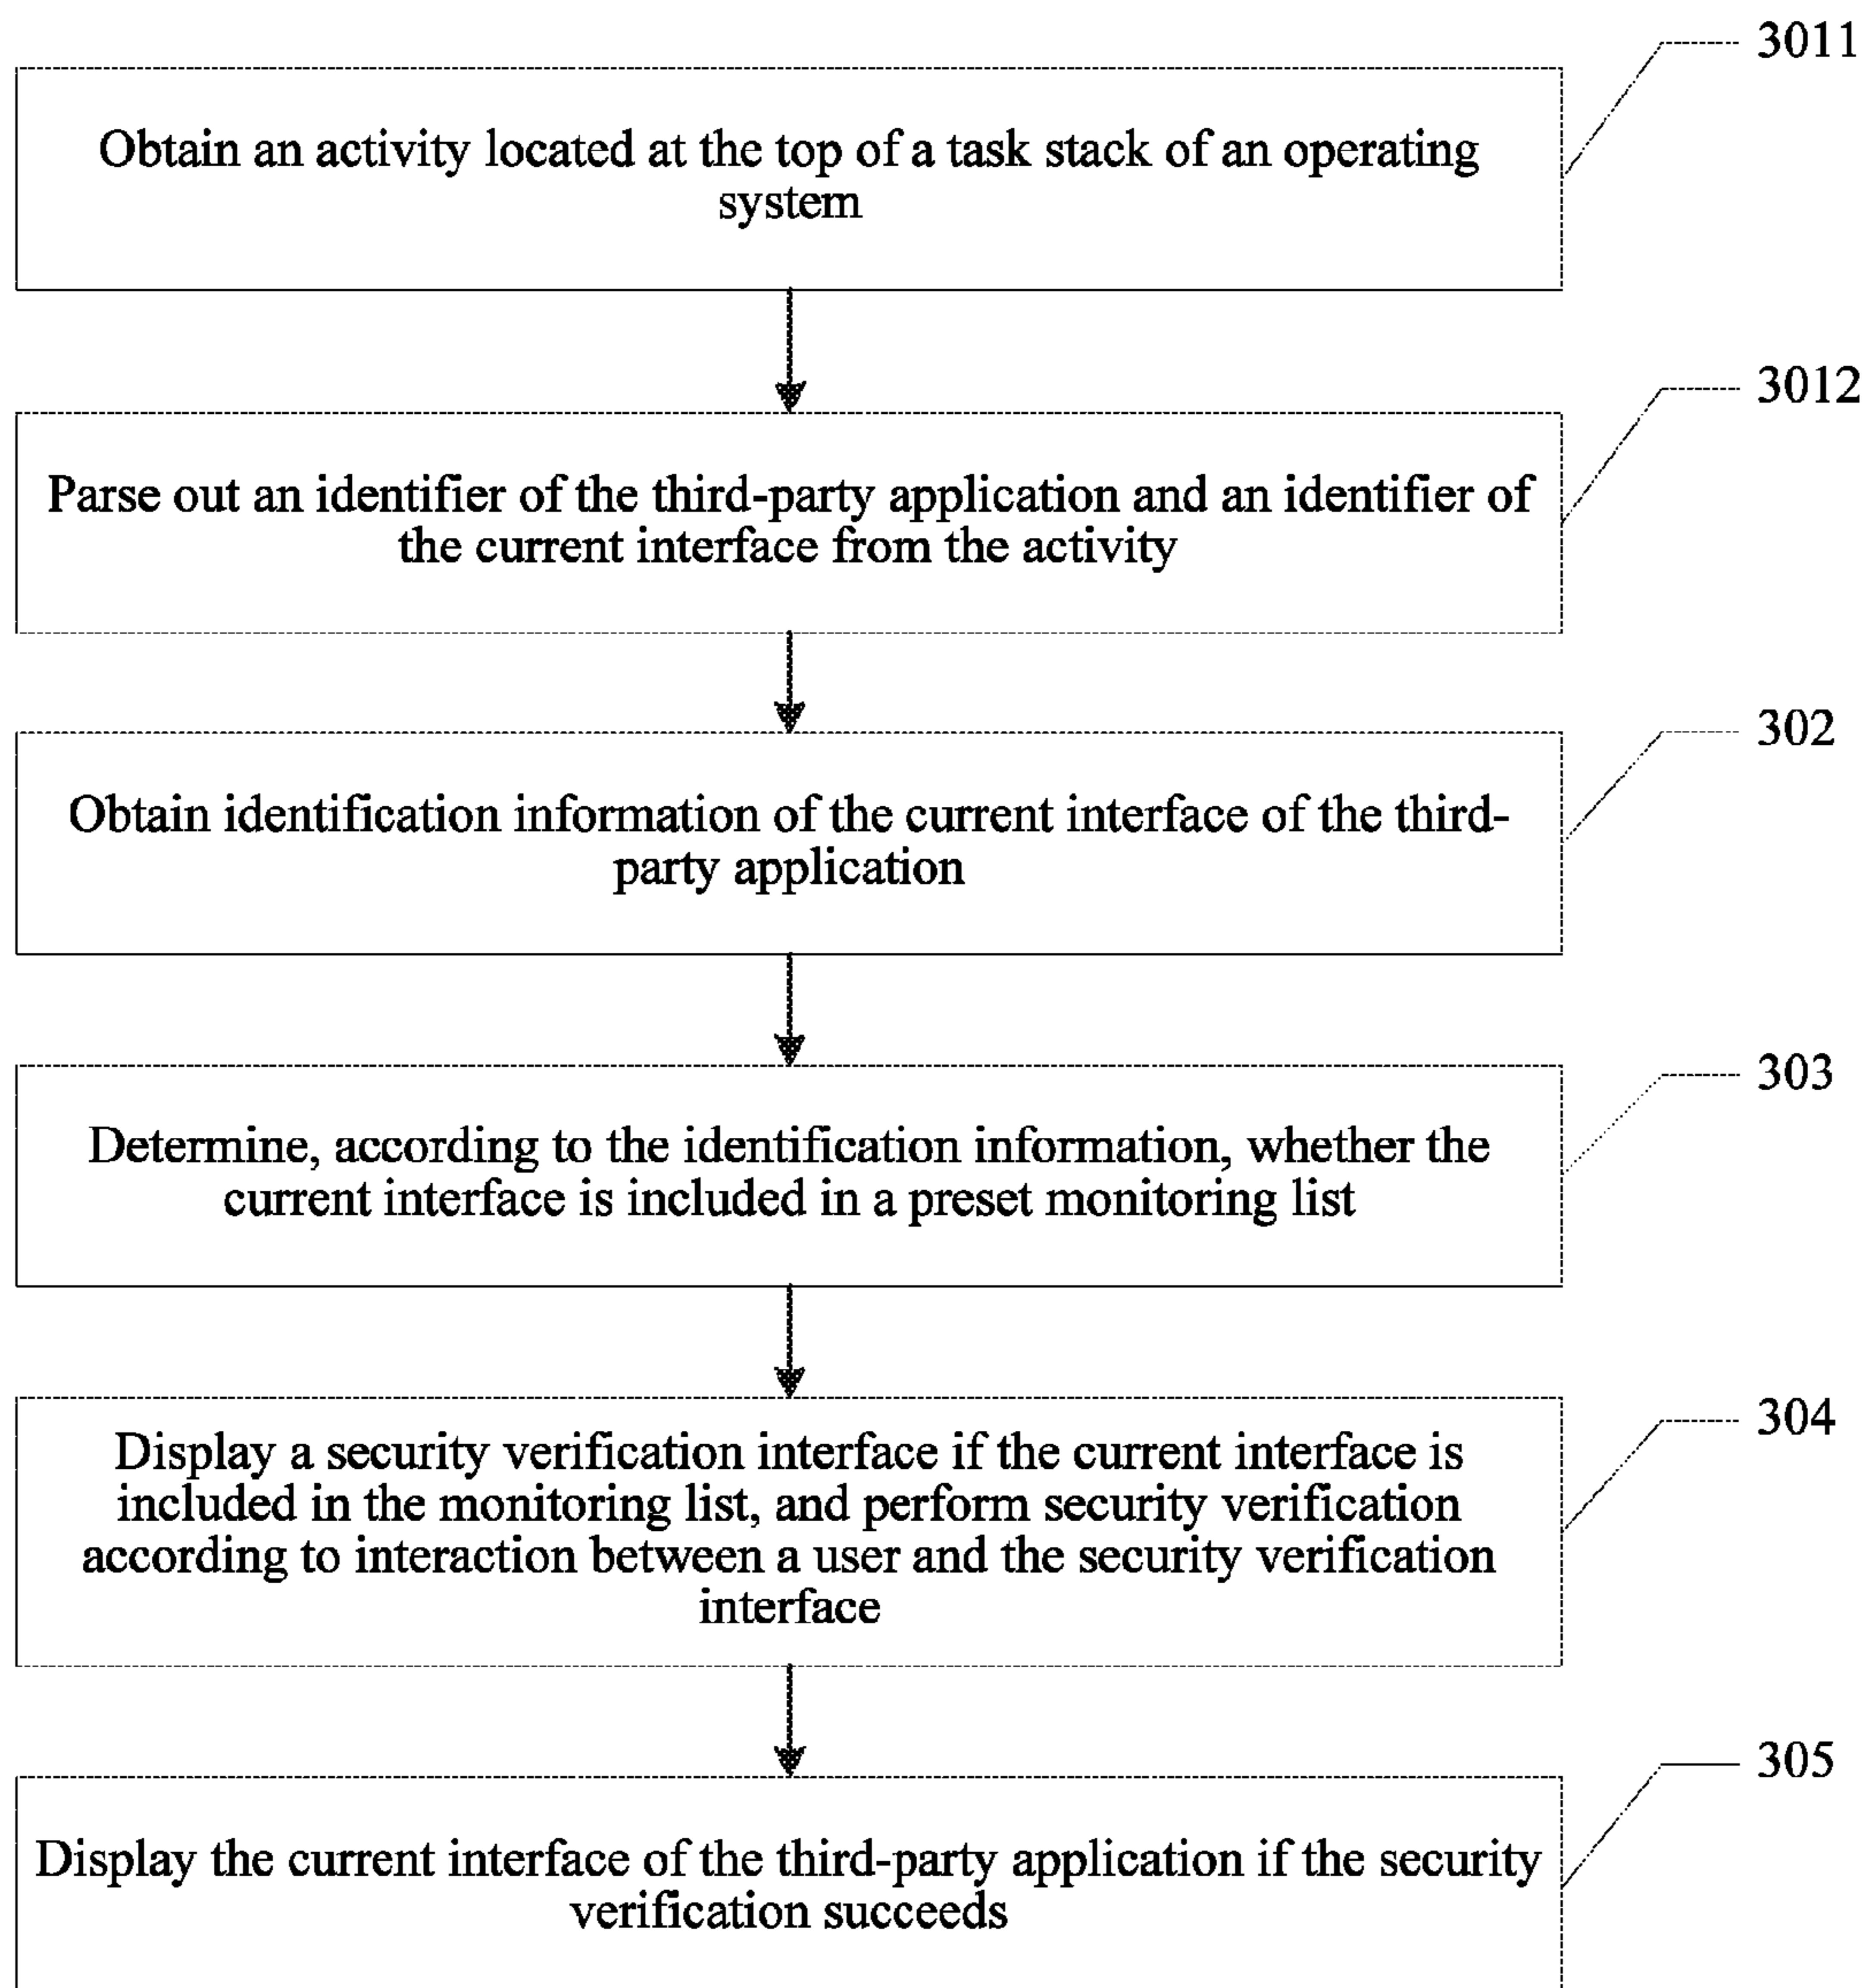 3011
Obtain an activity located at the top of a task stack of an operating
system
3012
Parse out an identifier of the third-party application and an identifier of
the current interface from the activity
302
Obtain identification information of the current interface of the third-
party application
303
Determine, according to the identification information, whether the
current interface is included in a preset monitoring list
304
Display a security verification interface if the current interface is
included in the monitoring list, and perform security verification
according to interaction between a user and the security verification
interface
305
Display the current interface of the third-party application if the security
verification succeeds